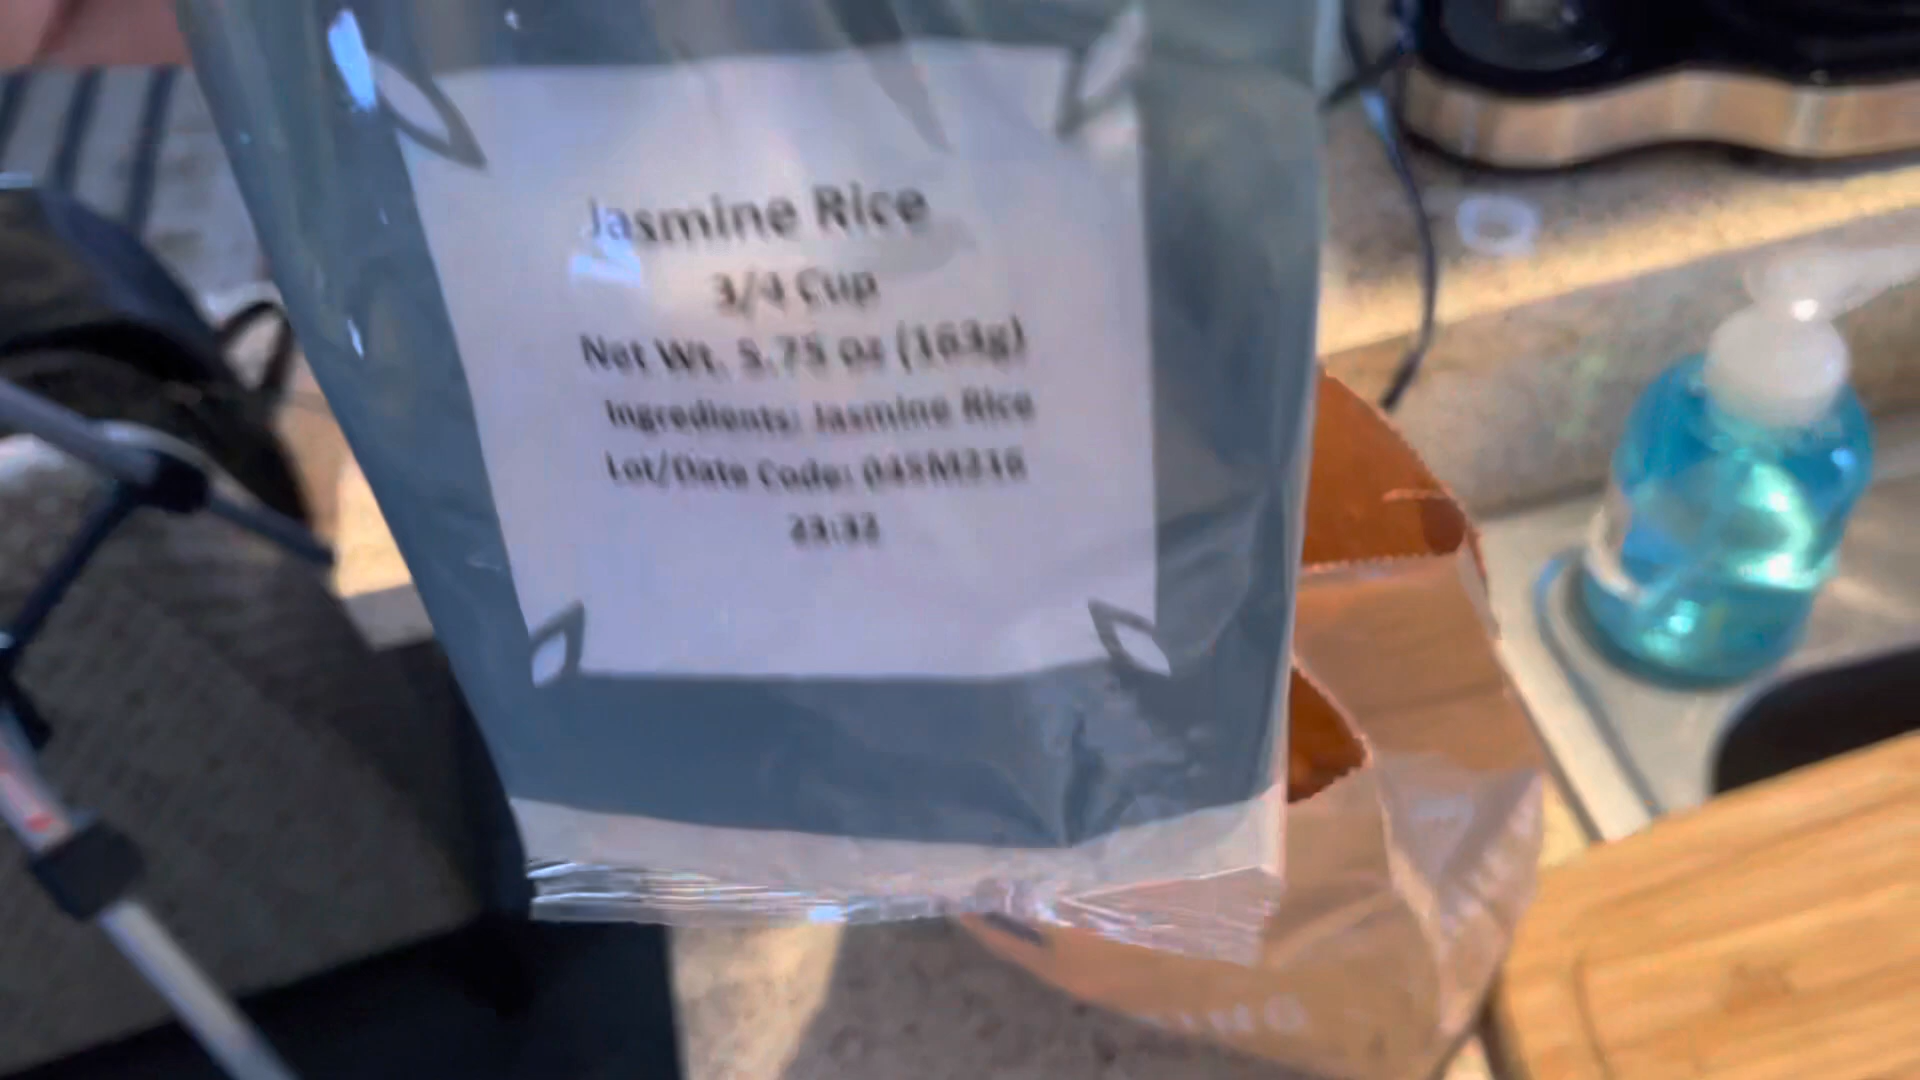 Jasmine Rice
3/4 Cup
Net Wt. 5.75 oz (163g)
Ingredients: Jasmine Rice
Lot/Date Code: 04SM216
23:32